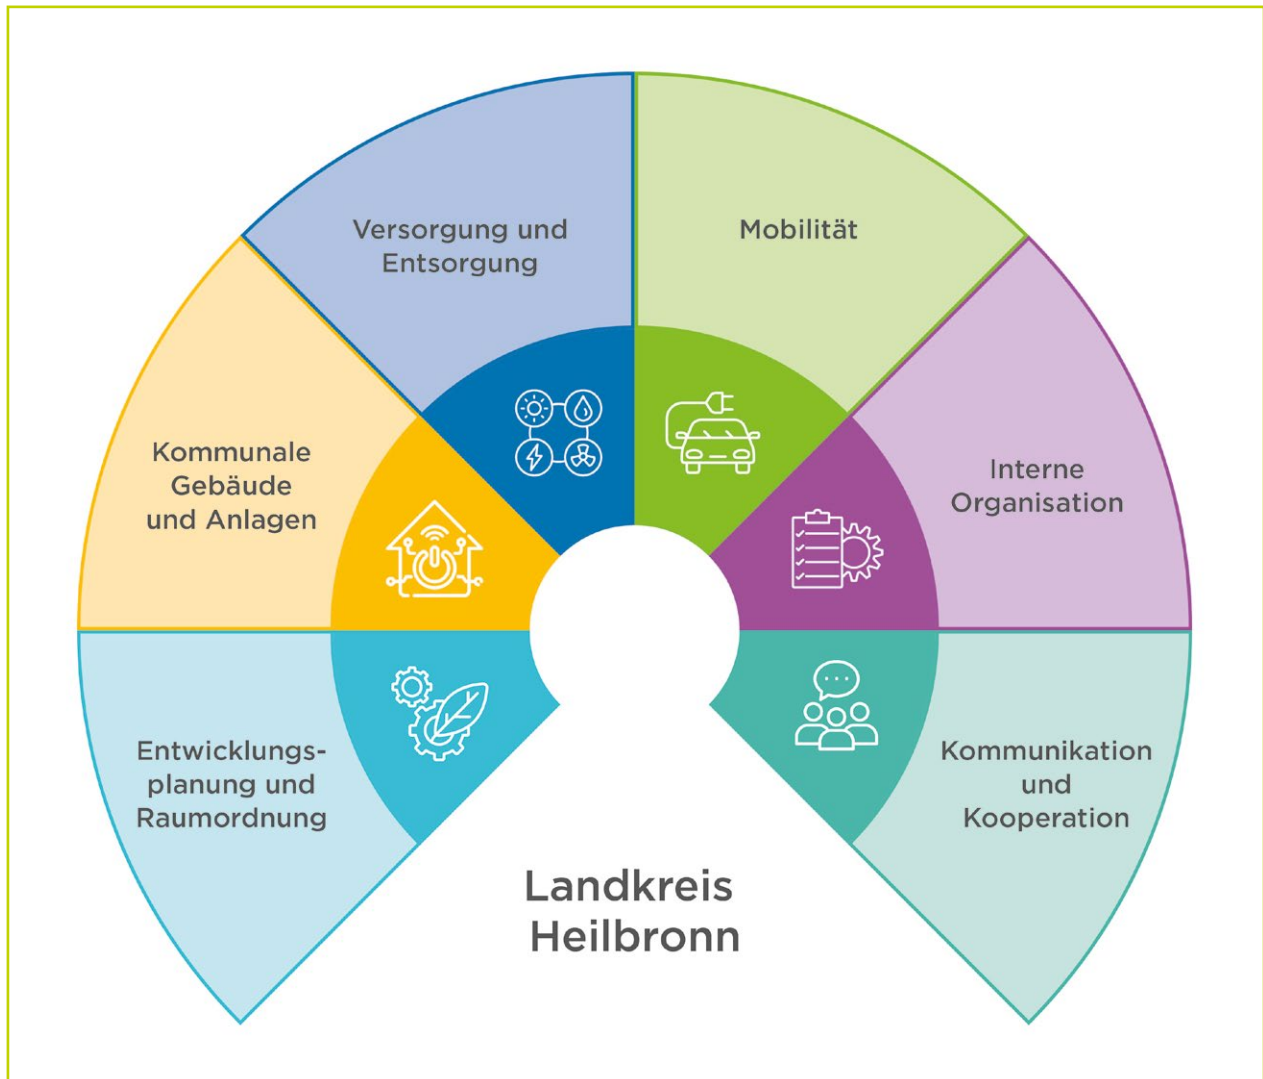 Versorgung und
Entsorgung
Mobilität
Kommunale
Gebäude
und Anlagen
Interne
Organisation
Entwicklungs-
planung und
Raumordnung
Kommunikation
und
Kooperation
Landkreis
Heilbronn